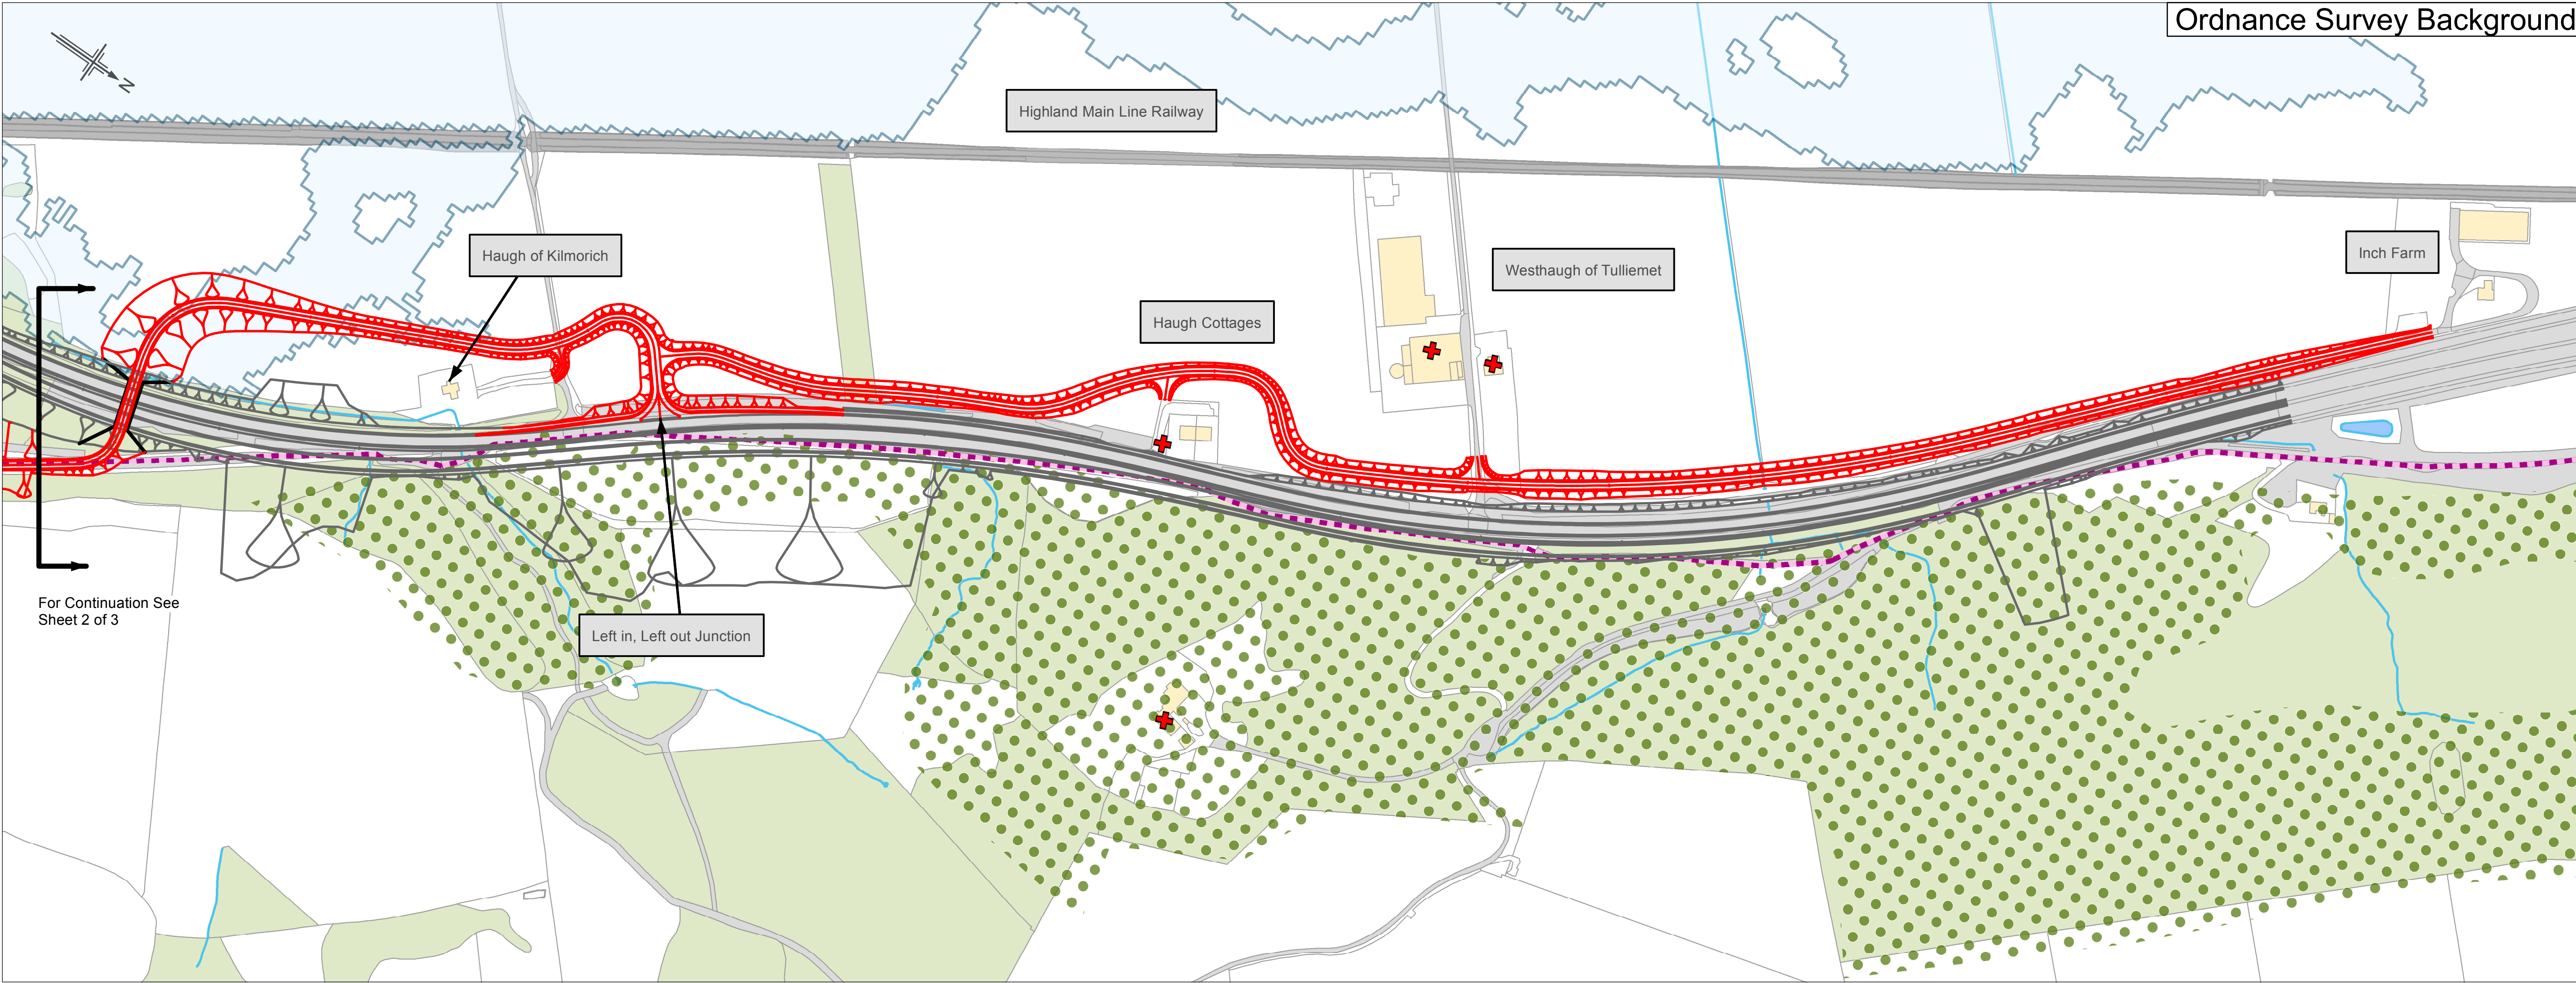 Ordnance Survey Background
N
Highland Main Line Railway
Haugh of Kilmorich
Westhaugh of Tulliemet
Inch Farm
Haugh Cottages
For Continuation See
Sheet 2 of 3
Left in, Left out Junction